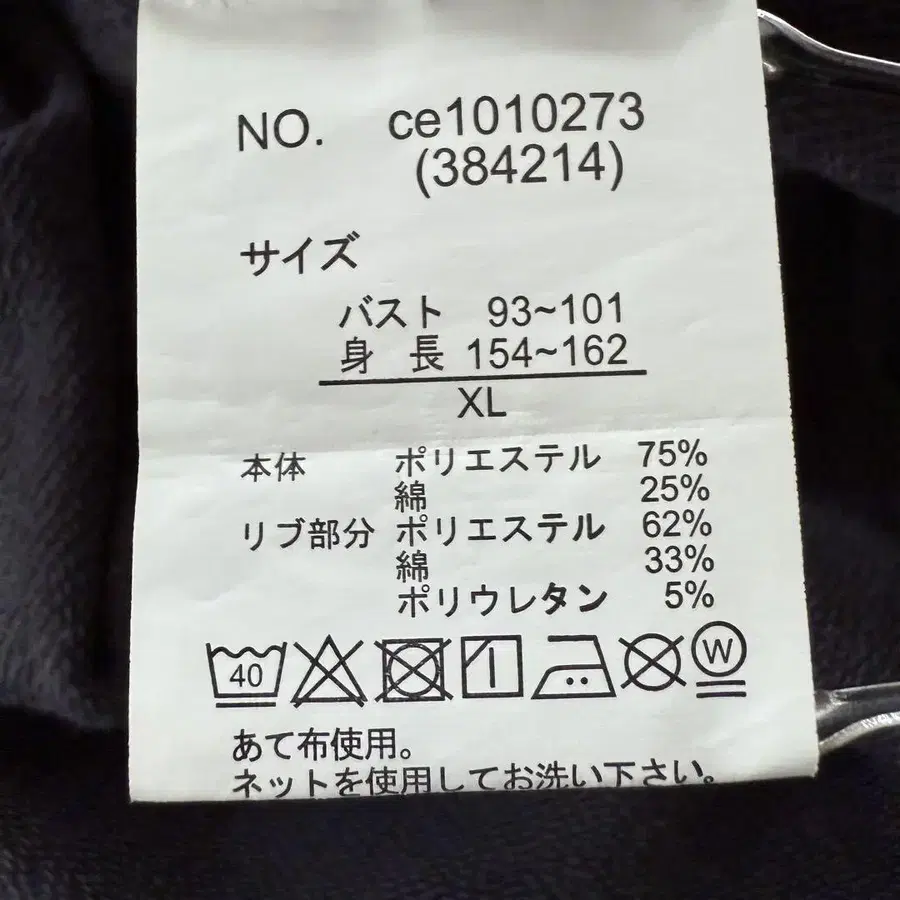 NO. ce1010273
(384214)
サイズ
バスト 93~101
身 長 154~162
XL
本体 ポリエステル 75%
綿 25%
リブ部分 ポリエステル 62%
綿 33%
ポリウレタン 5%
40 W
あて布使用。
ネットを使用してお洗い下さい。